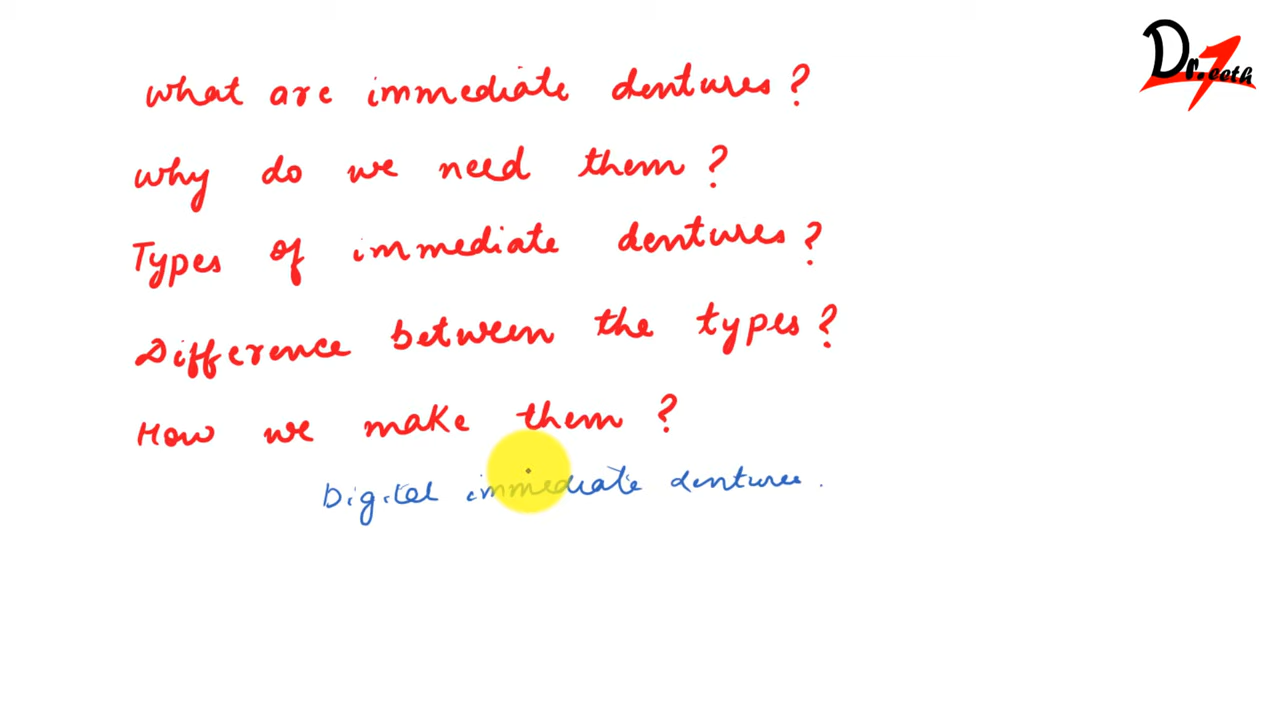 Dr.eeth
what are immediate dentures?
why do we need them?
Types of immediate dentures?
Difference between the types?
How we make them?
Digital immediate dentures.